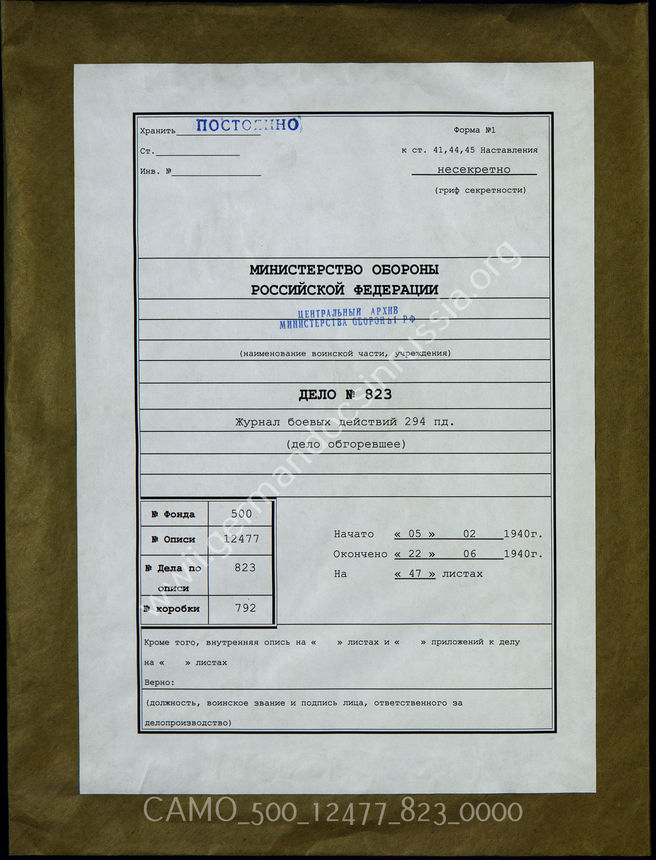 Хранить ПОСТОЯННО
Форма №1
Ст.
к ст. 41,44,45 Наставления
Инв. №
несекретно
(гриф секретности)
МИНИСТЕРСТВО ОБОРОНЫ
РОССИЙСКОЙ ФЕДЕРАЦИИ
ЦЕНТРАЛЬНЫЙ АРХИВ
МИНИСТЕРСТВА ОБОРОНЫ РФ
(наименование воинской части, учреждения)
ДЕЛО № 823
Журнал боевых действий 294 пд.
(дело обгоревшее)
№ Фонда 500
№ Описи 12477
№ Дела по описи 823
№ коробки 792
Начато « 05 » 02 1940г.
Окончено « 22 » 06 1940г.
На « 47 » листах
Кроме того, внутренняя опись на « » листах и « » приложений к делу
на « » листах
Верно:
(должность, воинское звание и подпись лица, ответственного за
делопроизводство)
www.germandocsinrussia.org
CAMO_500_12477_823_0000